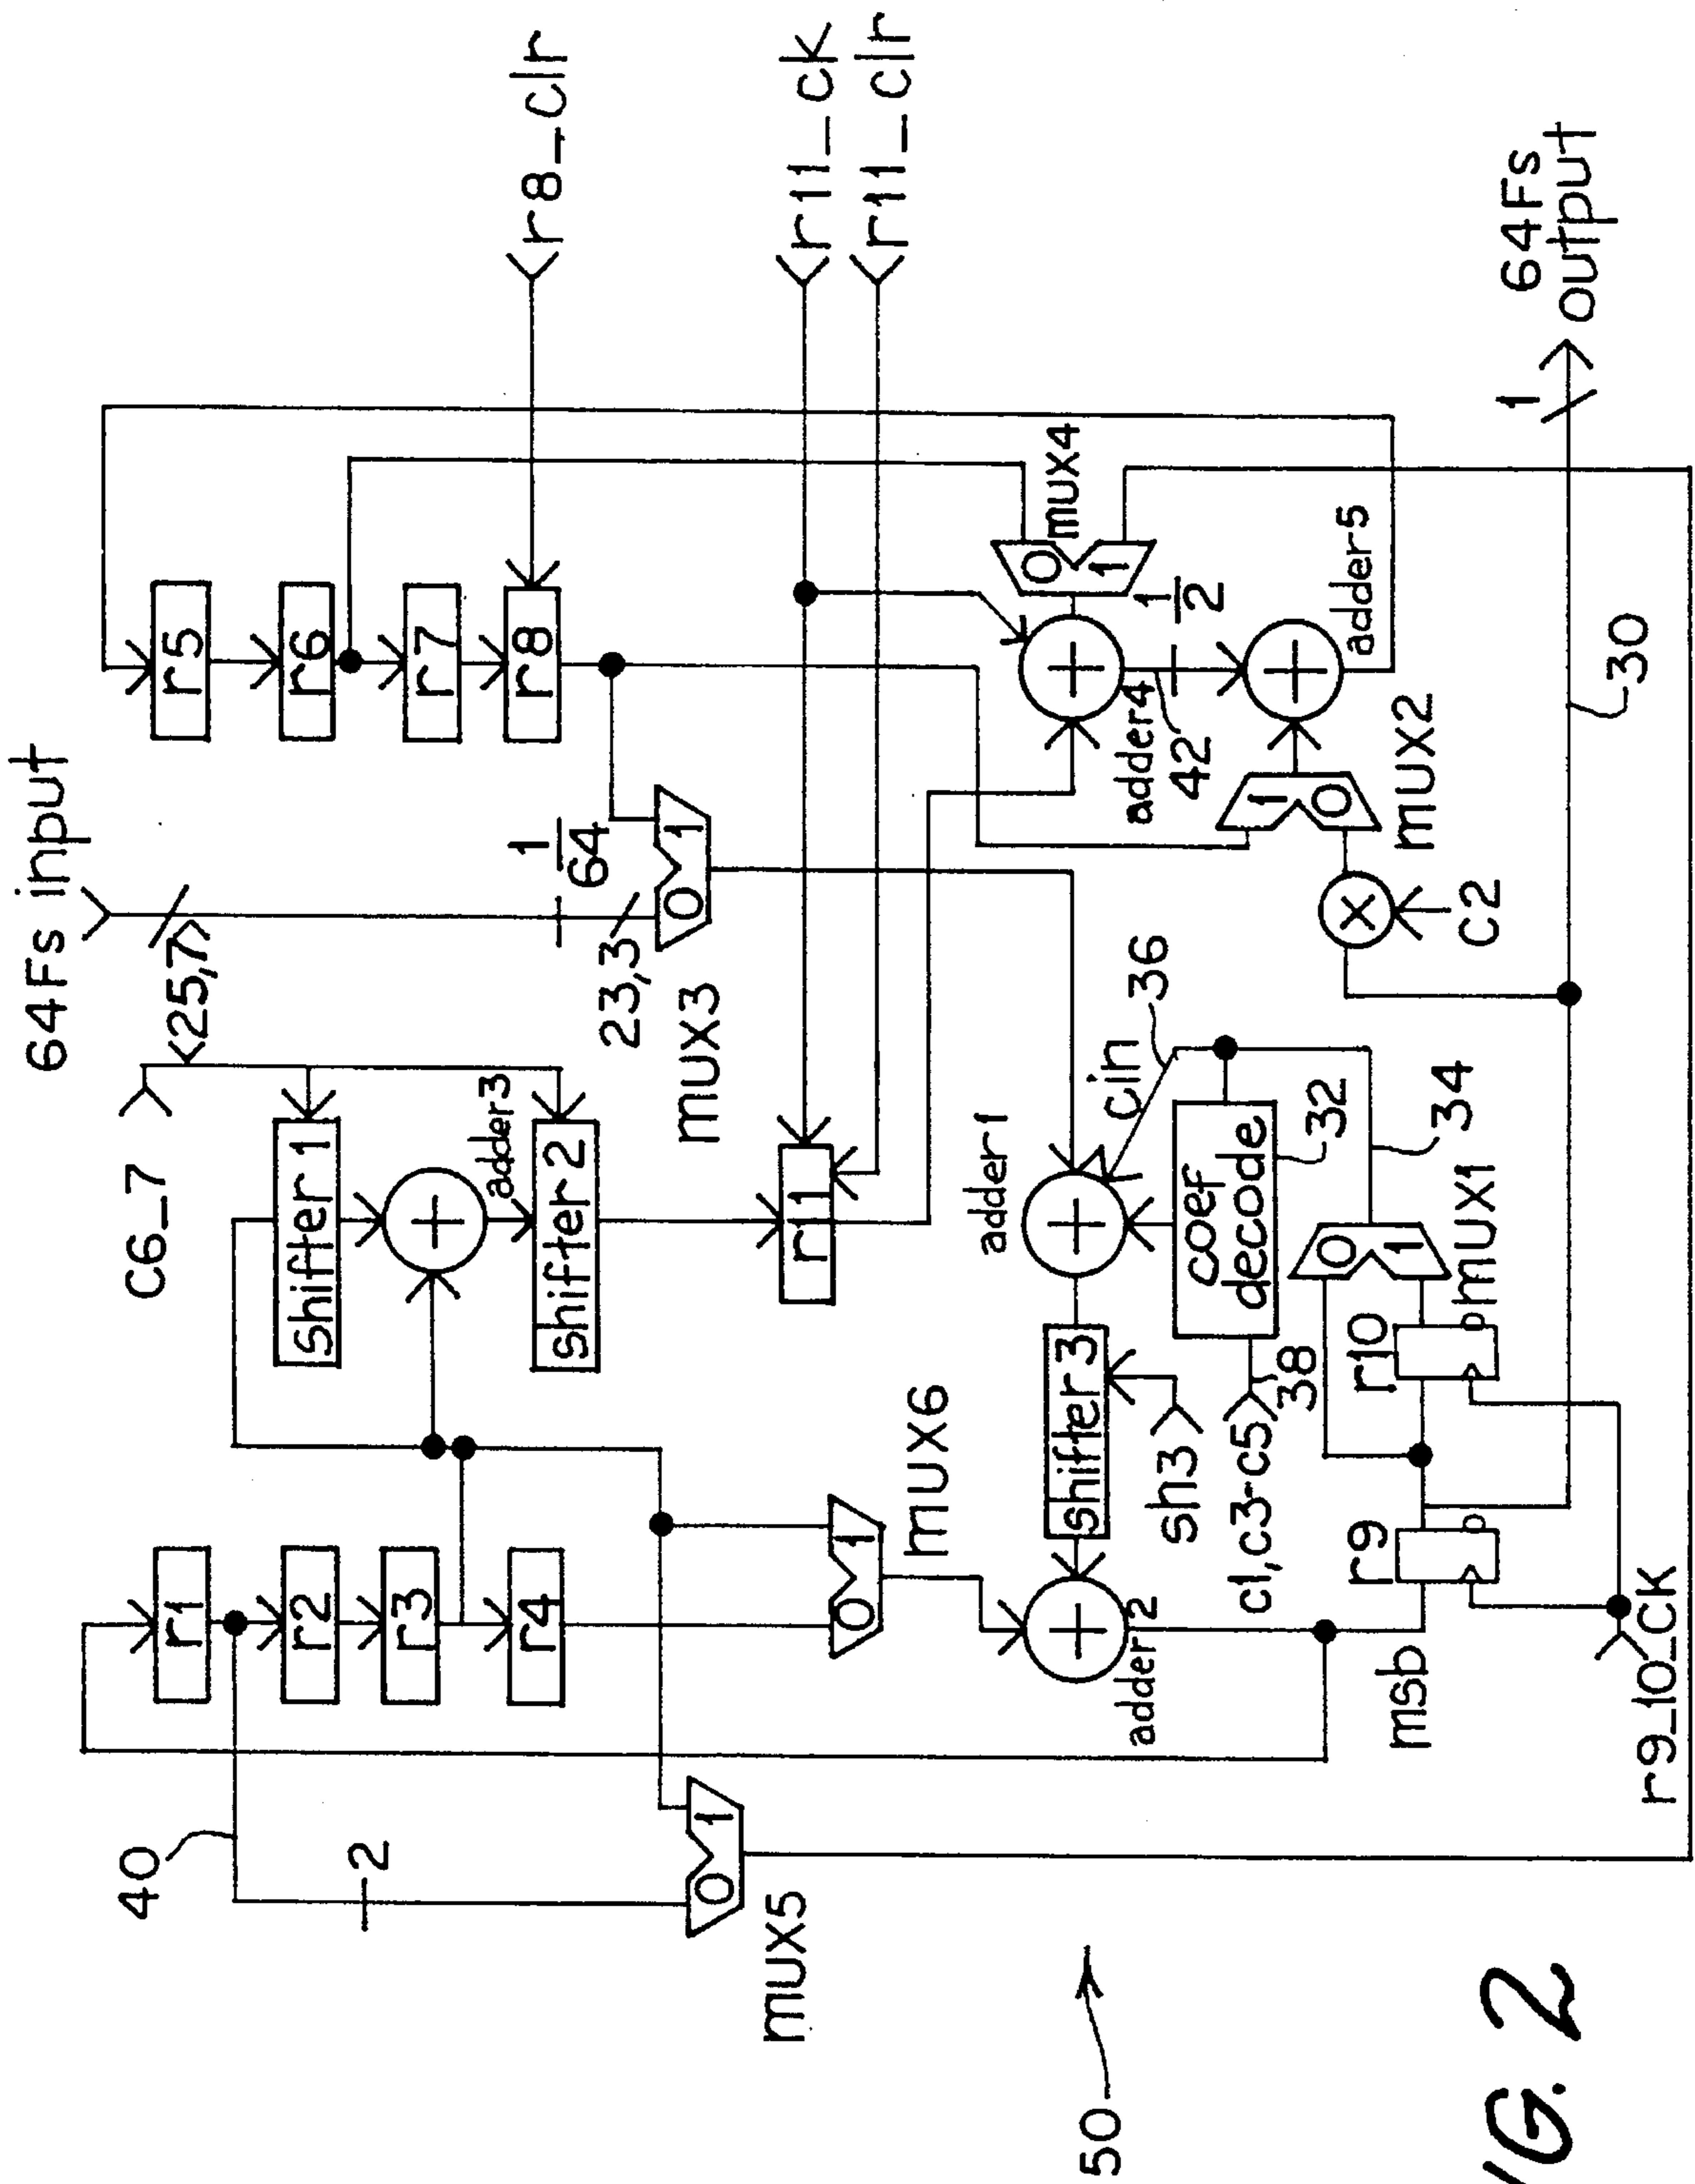 64Fs input
25,7
1
64
23,3
C6_7
shifter 1
adder3
shifter 2
mux3
0 1
r5
r6
r7
r8
r8_clr
r11_ck
r11_clr
r11
r1
r2
r3
r4
40
2
mux5
0 1
mux6
0 1
adder1
cin
36
coef
decode
32
34
shifter 3
sh3
c1,c3-c5
38
adder2
msb
r9
r10
0
1
mux1
r9_10_CK
mux4
0
1
adder4
42
1
2
adder5
1
0
mux2
C2
30
1
64Fs
output
50
IG. 2